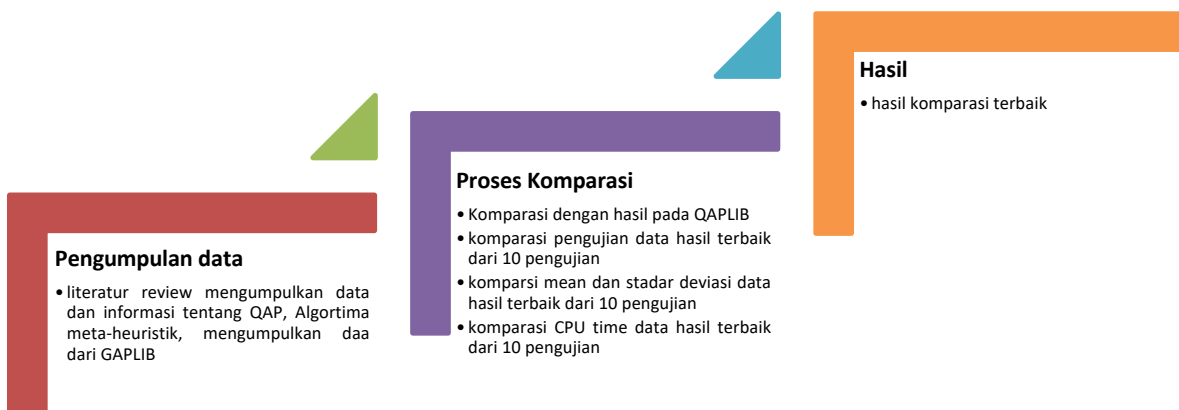 Pengumpulan data
• literatur review mengumpulkan data
dan informasi tentang QAP, Algortima
meta-heuristik, mengumpulkan daa
dari GAPLIB
Proses Komparasi
• Komparasi dengan hasil pada QAPLIB
• komparasi pengujian data hasil terbaik
dari 10 pengujian
• komparsi mean dan stadar deviasi data
hasil terbaik dari 10 pengujian
• komparasi CPU time data hasil terbaik
dari 10 pengujian
Hasil
• hasil komparasi terbaik